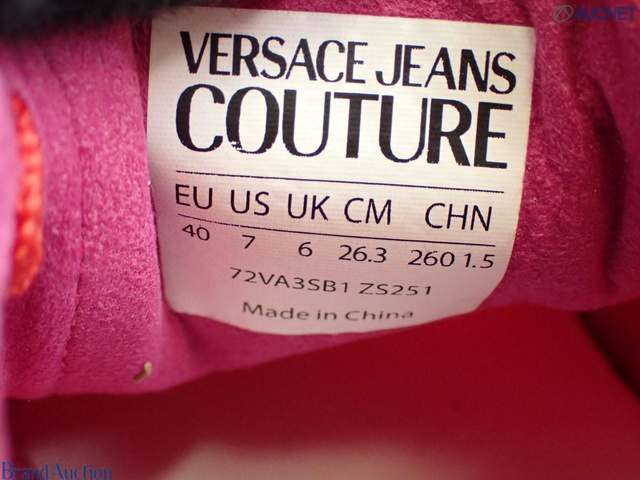 AUCNET
VERSACE JEANS
COUTURE
EU US UK CM CHN
40 7 6 26.3 260 1.5
72VA3SB1 ZS251
Made in China
Brand Auction